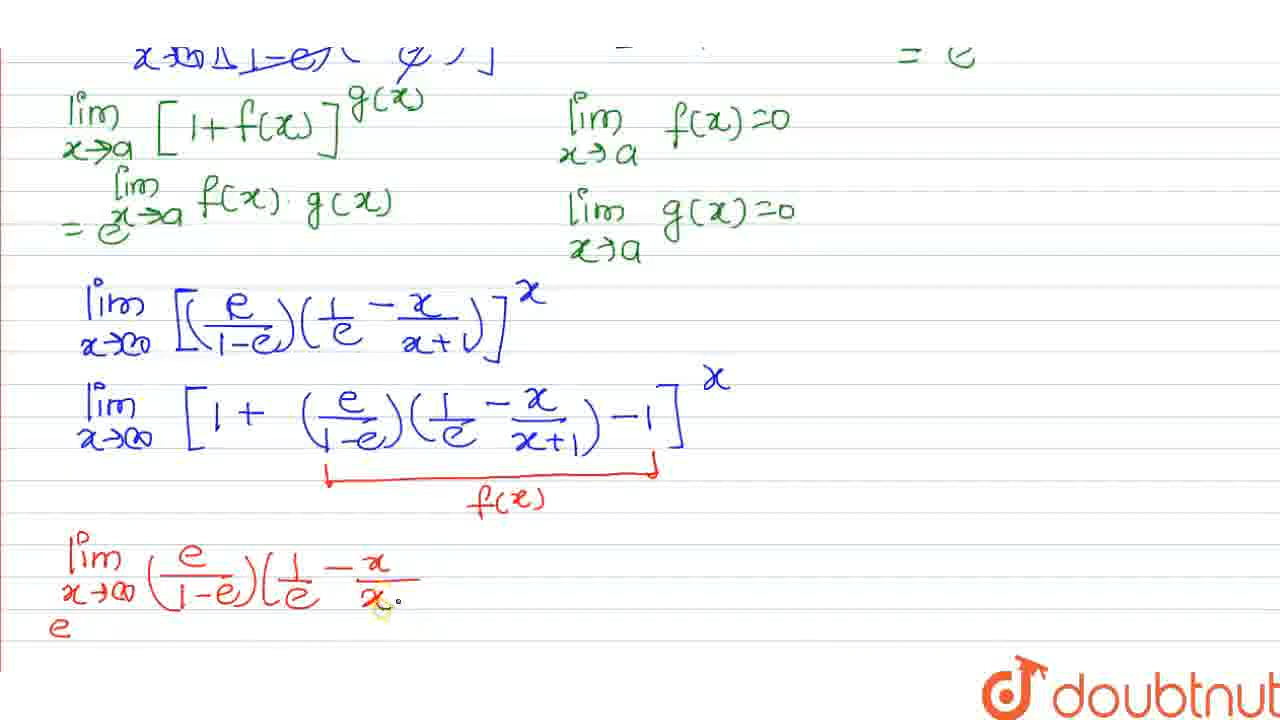 = e
lim x→a [1+f(x)]^g(x)
lim x→a f(x)=0
= e^lim x→a f(x)·g(x)
lim x→a g(x)=0
lim x→∞ [(e/(1-e))(1/e - x/(x+1))]^x
lim x→∞ [1+ (e/(1-e))(1/e - x/(x+1)) -1]^x
f(x)
lim x→∞ (e/(1-e))(1/e - x/x
e
doubtnut